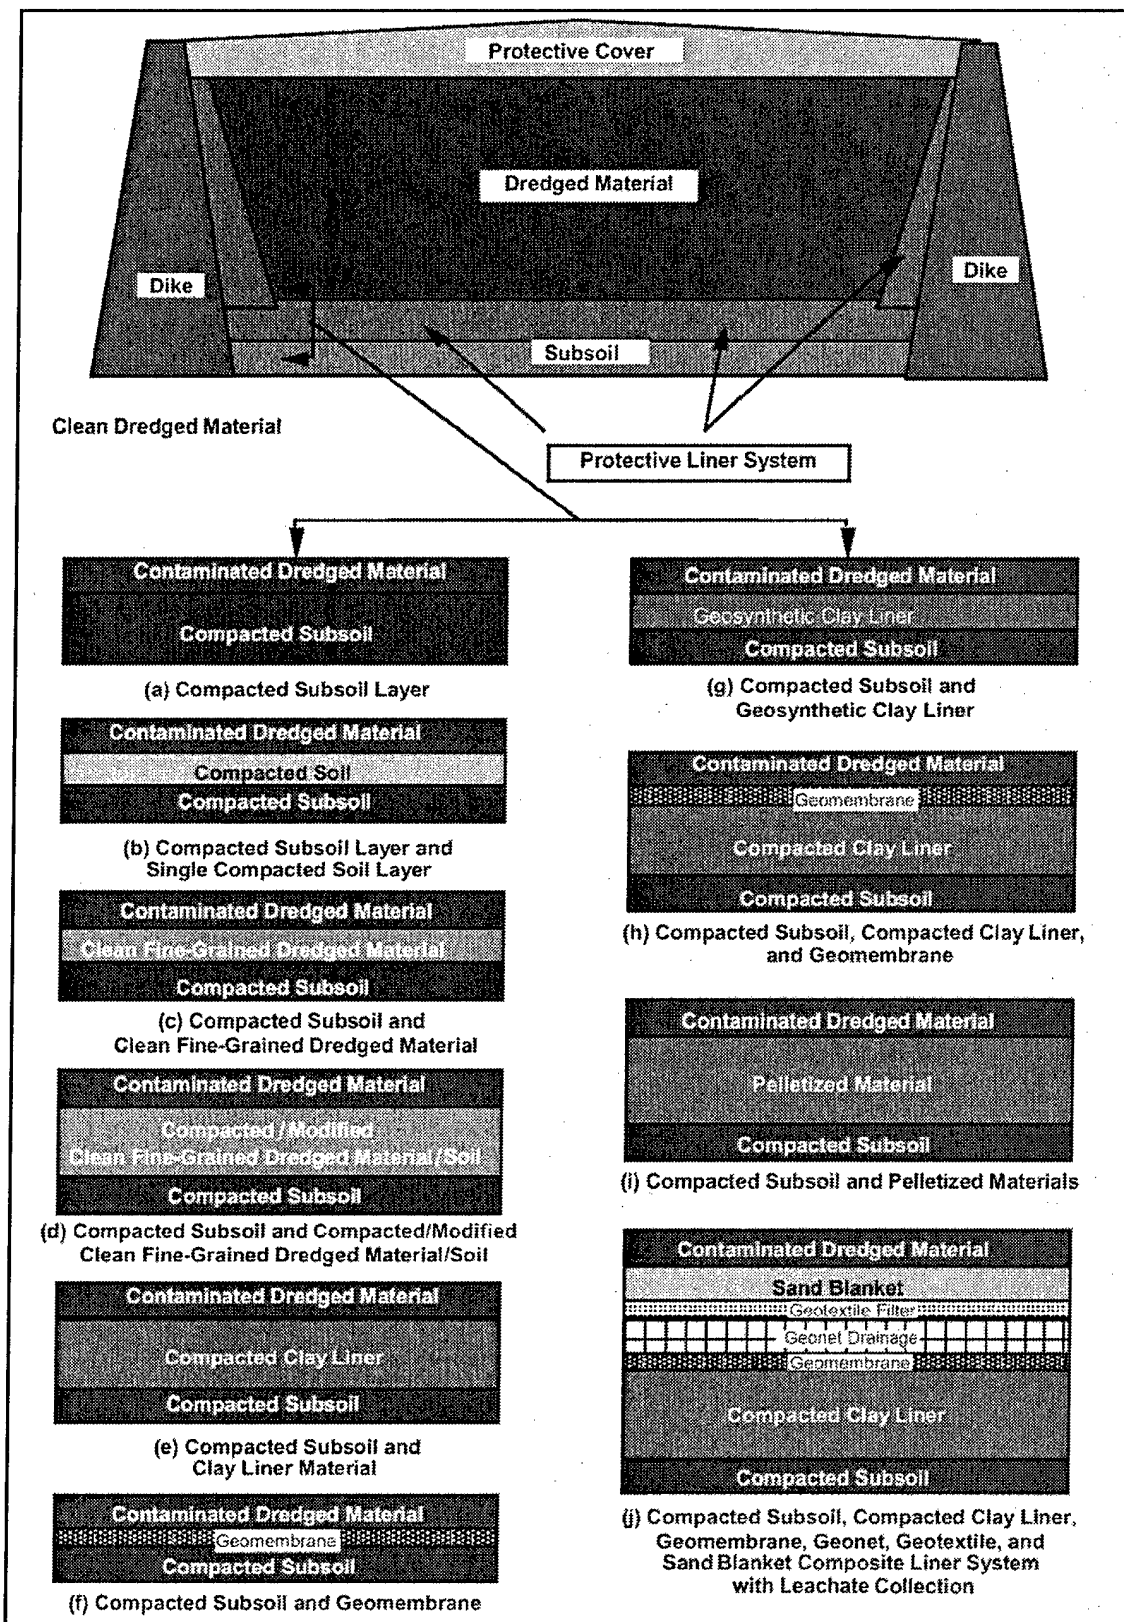 Protective Cover
Dredged Material
Dike
Dike
Subsoil
Clean Dredged Material
Protective Liner System
Contaminated Dredged Material
Compacted Subsoil
(a) Compacted Subsoil Layer
Contaminated Dredged Material
Compacted Soil
Compacted Subsoil
(b) Compacted Subsoil Layer and
Single Compacted Soil Layer
Contaminated Dredged Material
Clean Fine-Grained Dredged Material
Compacted Subsoil
(c) Compacted Subsoil and
Clean Fine-Grained Dredged Material
Contaminated Dredged Material
Compacted / Modified
Clean Fine-Grained Dredged Material/Soil
Compacted Subsoil
(d) Compacted Subsoil and Compacted/Modified
Clean Fine-Grained Dredged Material/Soil
Contaminated Dredged Material
Compacted Clay Liner
Compacted Subsoil
(e) Compacted Subsoil and
Clay Liner Material
Contaminated Dredged Material
Geomembrane
Compacted Subsoil
(f) Compacted Subsoil and Geomembrane
Contaminated Dredged Material
Geosynthetic Clay Liner
Compacted Subsoil
(g) Compacted Subsoil and
Geosynthetic Clay Liner
Contaminated Dredged Material
Geomembrane
Compacted Clay Liner
Compacted Subsoil
(h) Compacted Subsoil, Compacted Clay Liner,
and Geomembrane
Contaminated Dredged Material
Pelletized Material
Compacted Subsoil
(i) Compacted Subsoil and Pelletized Materials
Contaminated Dredged Material
Sand Blanket
Geotextile Filter
Geonet Drainage
Geomembrane
Compacted Clay Liner
Compacted Subsoil
(j) Compacted Subsoil, Compacted Clay Liner,
Geomembrane, Geonet, Geotextile, and
Sand Blanket Composite Liner System
with Leachate Collection